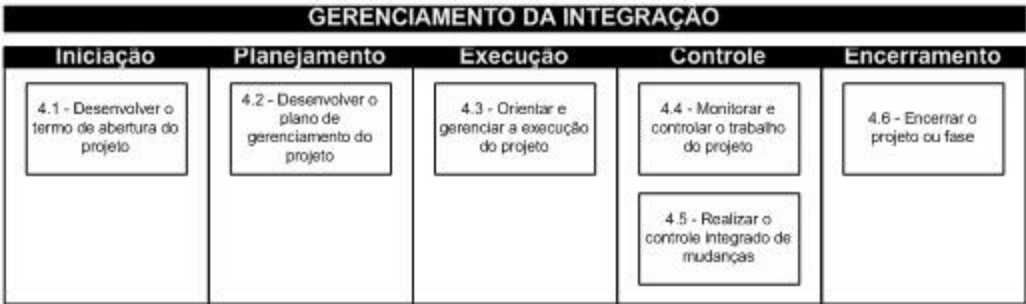 GERENCIAMENTO DA INTEGRAÇÃO
Iniciação
Planejamento
Execução
Controle
Encerramento
4.1 - Desenvolver o
termo de abertura do
projeto
4.2 - Desenvolver o
plano de
gerenciamento do
projeto
4.3 - Orientar e
gerenciar a execução
do projeto
4.4 - Monitorar e
controlar o trabalho
do projeto
4.5 - Realizar o
controle integrado de
mudanças
4.6 - Encerrar o
projeto ou fase